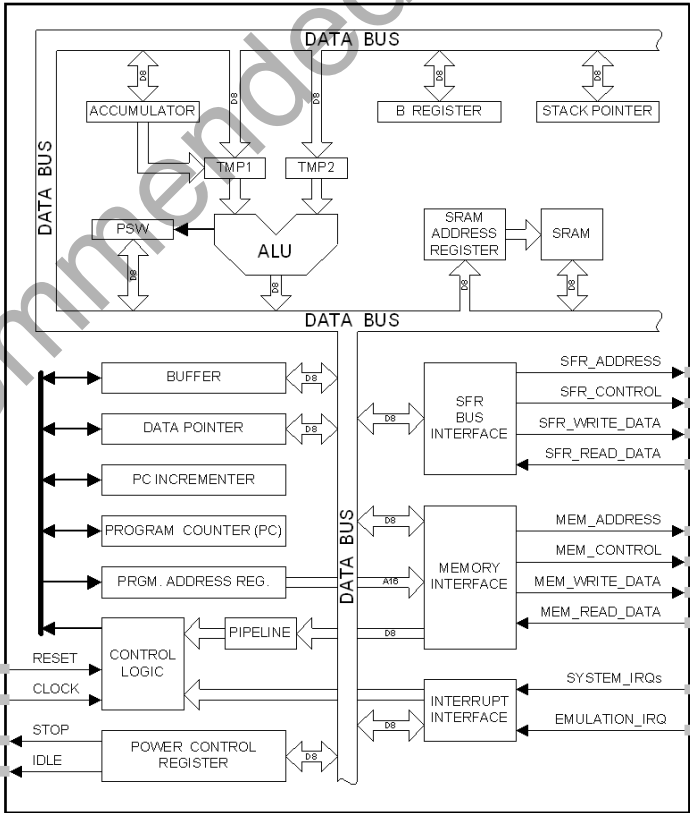 DATA BUS
D8
D8
D8
D8
D8
ACCUMULATOR
B REGISTER
STACK POINTER
DATA BUS
TMP1
TMP2
PSW
ALU
SRAM
ADDRESS
REGISTER
SRAM
D8
D8
D8
D8
DATA BUS
BUFFER
D8
DATA POINTER
D8
PC INCREMENTER
PROGRAM COUNTER (PC)
PRGM. ADDRESS REG.
A16
DATA BUS
D8
SFR
BUS
INTERFACE
SFR_ADDRESS
SFR_CONTROL
SFR_WRITE_DATA
SFR_READ_DATA
D8
MEMORY
INTERFACE
MEM_ADDRESS
MEM_CONTROL
MEM_WRITE_DATA
MEM_READ_DATA
PIPELINE
D8
CONTROL
LOGIC
RESET
CLOCK
INTERRUPT
INTERFACE
D8
SYSTEM_IRQs
EMULATION_IRQ
STOP
IDLE
POWER CONTROL
REGISTER
D8
mmended